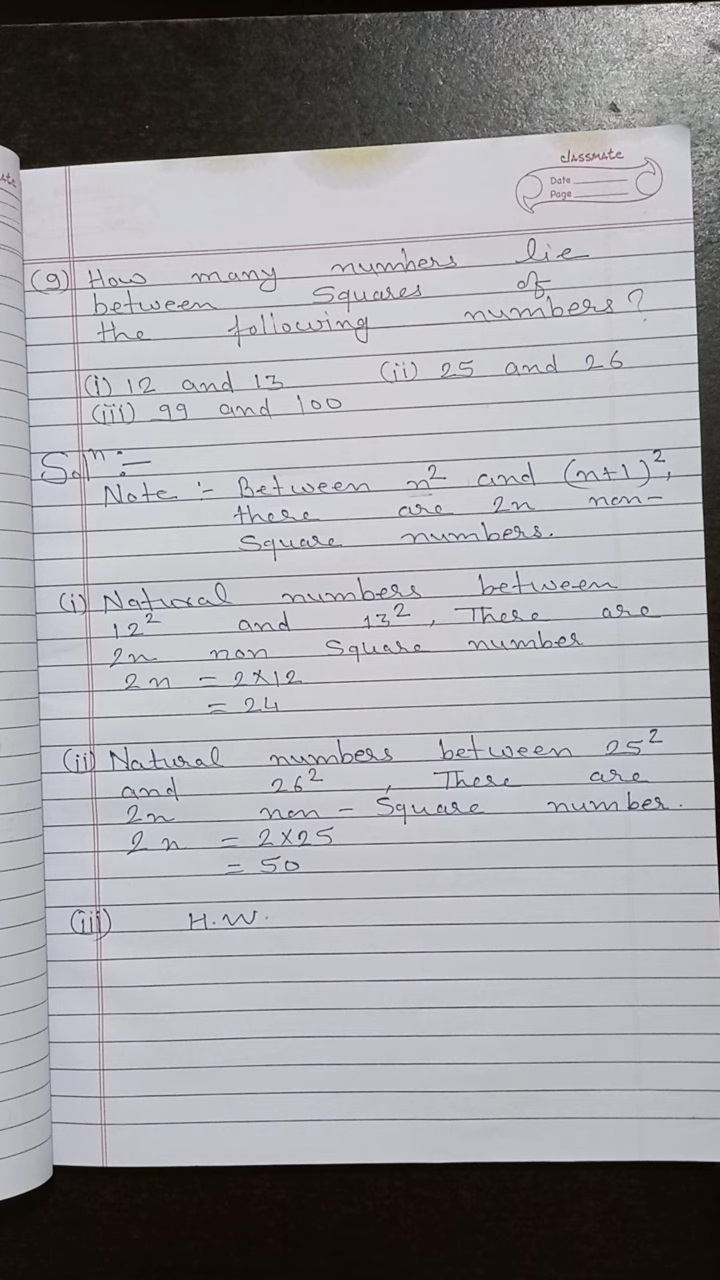 classmate
Date
Page
(9) How many numbers lie
between squares of
the following numbers?
(i) 12 and 13 (ii) 25 and 26
(iii) 99 and 100
Solⁿ :-
Note :- Between n² and (n+1)²,
there are 2n non-
square numbers.
(i) Natural numbers between
12² and 13², There are
2n non square number
2n = 2×12
= 24
(ii) Natural numbers between 25²
and 26², There are
2n non-square number.
2n = 2×25
= 50
(iii) H.W.